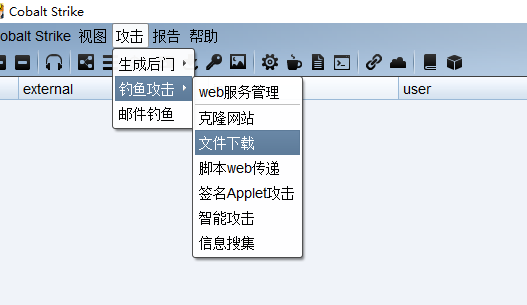 Cobalt Strike
Cobalt Strike 视图 攻击 报告 帮助
external user
生成后门
钓鱼攻击
邮件钓鱼
web服务管理
克隆网站
文件下载
脚本web传递
签名Applet攻击
智能攻击
信息搜集